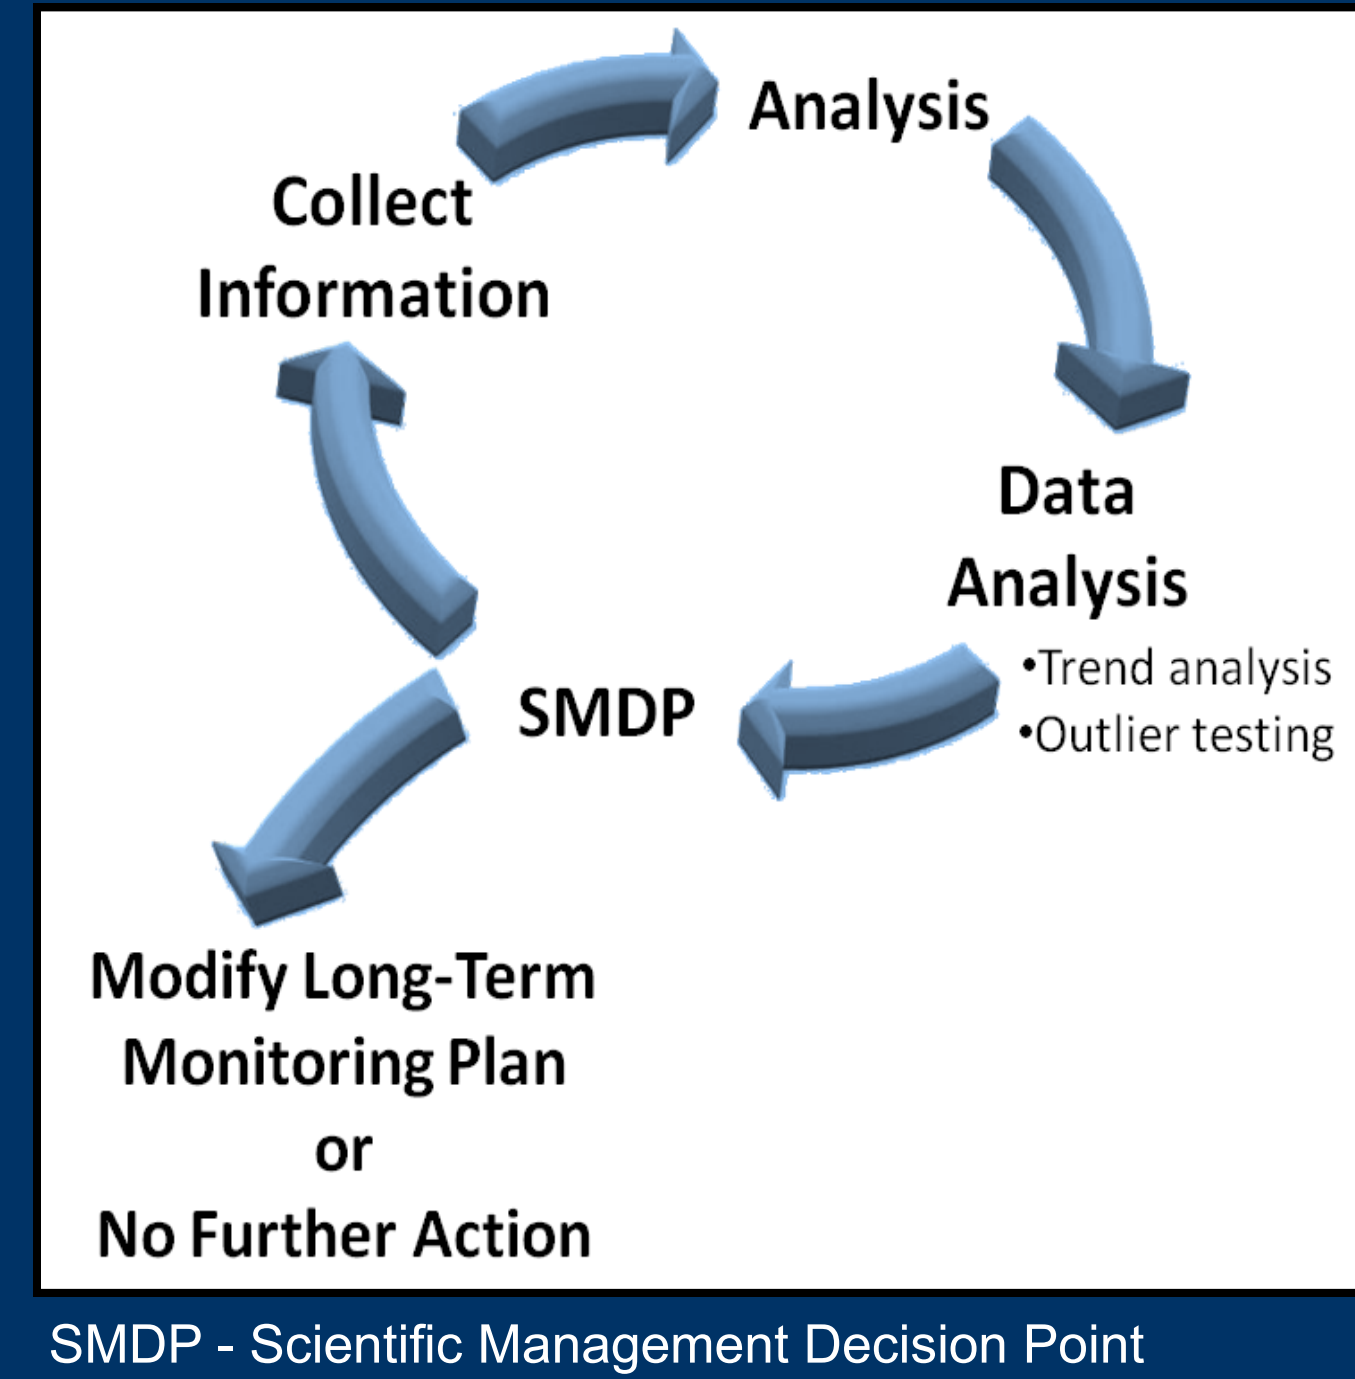 Analysis
Collect
Information
Data
Analysis
•Trend analysis
•Outlier testing
SMDP
Modify Long-Term
Monitoring Plan
or
No Further Action
SMDP - Scientific Management Decision Point